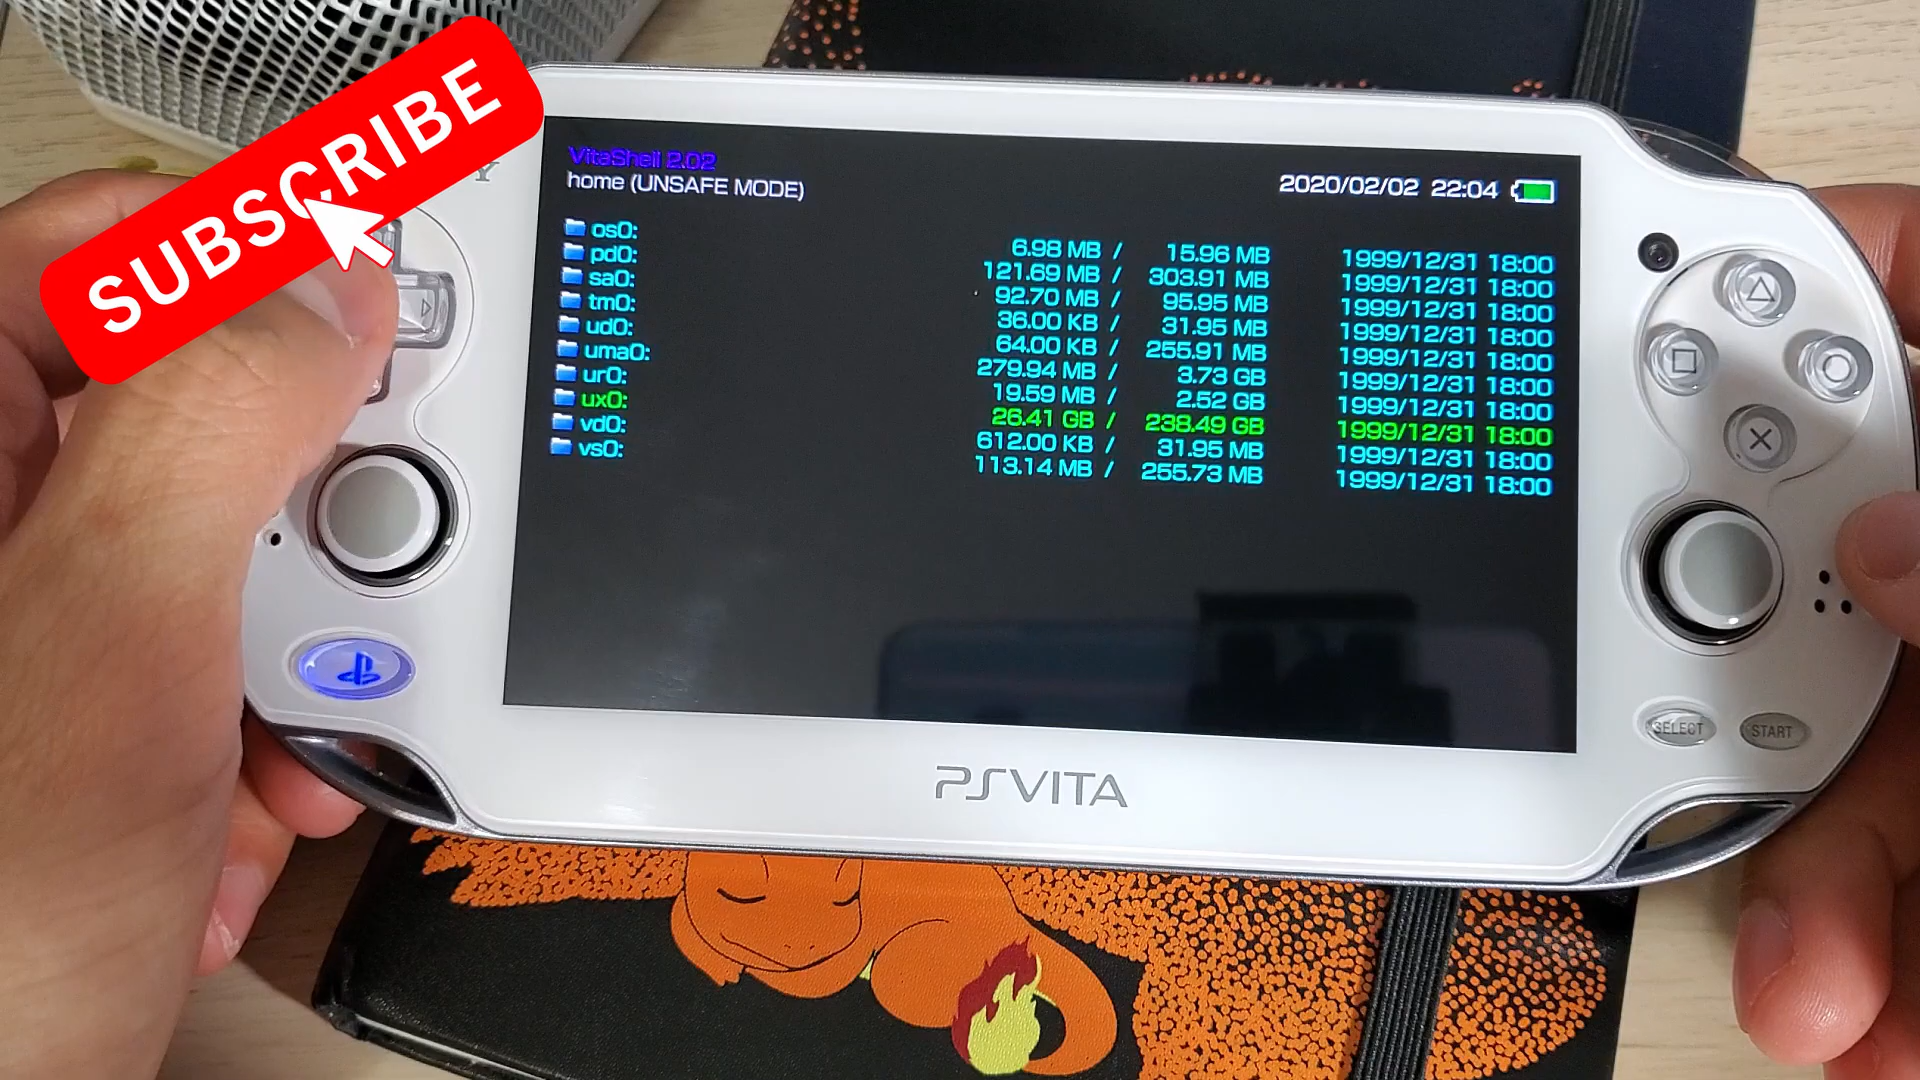 SUBSCRIBE
Y
VitaShell 2.02
home (UNSAFE MODE)
2020/02/02 22:04
os0: 6.98 MB / 15.96 MB 1999/12/31 18:00
pd0: 121.69 MB / 303.91 MB 1999/12/31 18:00
sa0: 92.70 MB / 95.95 MB 1999/12/31 18:00
tm0: 36.00 KB / 31.95 MB 1999/12/31 18:00
ud0: 64.00 KB / 255.91 MB 1999/12/31 18:00
uma0: 279.94 MB / 3.73 GB 1999/12/31 18:00
ur0: 19.59 MB / 2.52 GB 1999/12/31 18:00
ux0: 26.41 GB / 238.49 GB 1999/12/31 18:00
vd0: 612.00 KB / 31.95 MB 1999/12/31 18:00
vs0: 113.14 MB / 255.73 MB 1999/12/31 18:00
SELECT
START
PSVITA